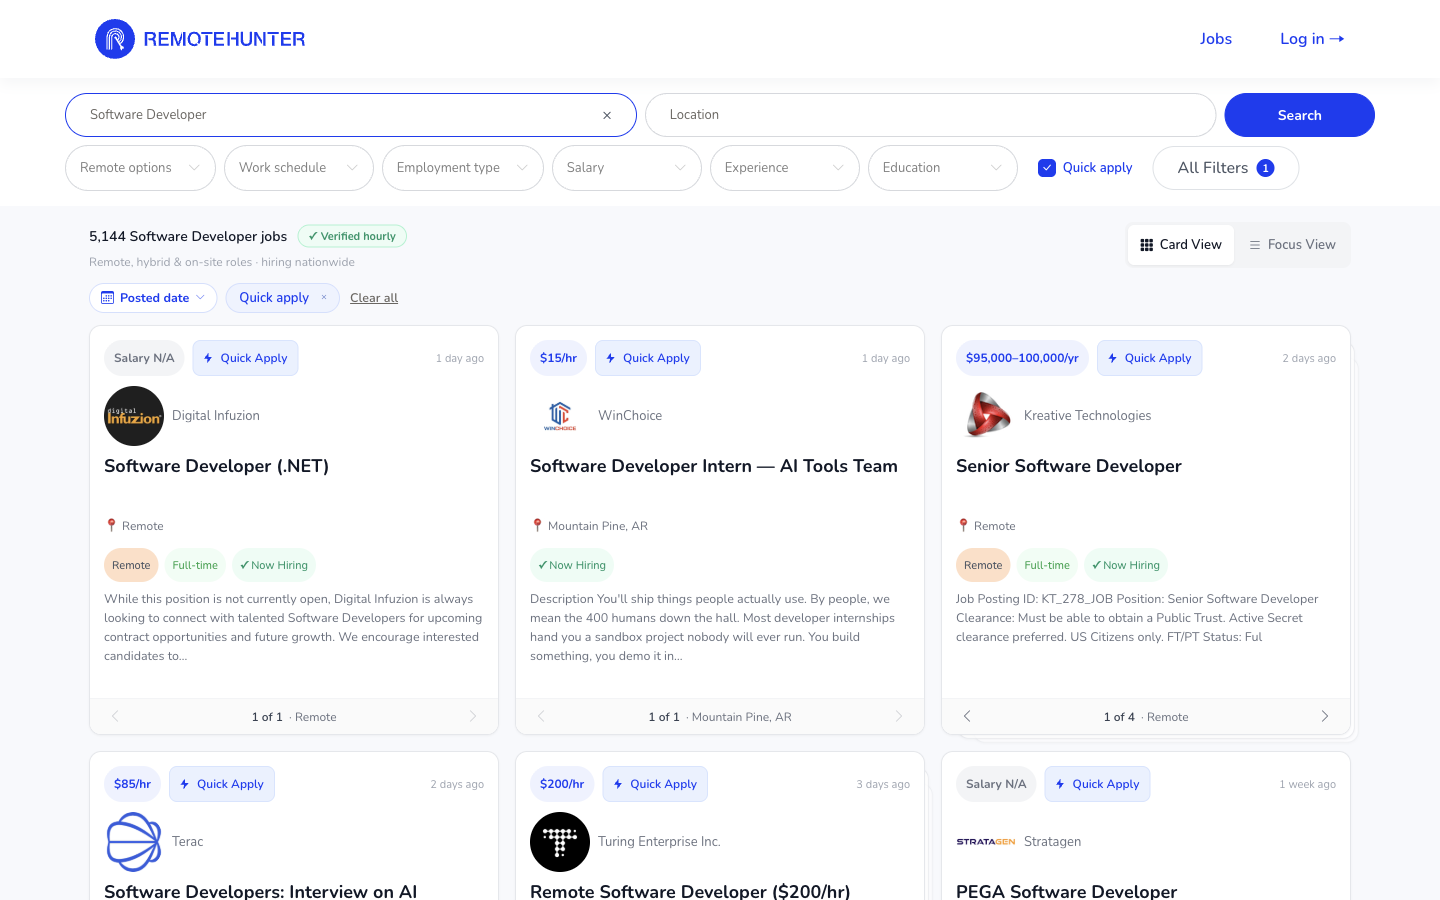 REMOTEHUNTER
Jobs
Log in →
Software Developer ×
Location
Search
Remote options
Work schedule
Employment type
Salary
Experience
Education
Quick apply
All Filters 1
5,144 Software Developer jobs
✓ Verified hourly
Remote, hybrid & on-site roles · hiring nationwide
Card View
Focus View
Posted date
Quick apply ×
Clear all
Salary N/A
Quick Apply
1 day ago
digital
Infuzion
Digital Infuzion
Software Developer (.NET)
Remote
Remote
Full-time
✓ Now Hiring
While this position is not currently open, Digital Infuzion is always
looking to connect with talented Software Developers for upcoming
contract opportunities and future growth. We encourage interested
candidates to...
1 of 1 · Remote
$15/hr
Quick Apply
1 day ago
WINCHOICE
WinChoice
Software Developer Intern — AI Tools Team
Mountain Pine, AR
✓ Now Hiring
Description You'll ship things people actually use. By people, we
mean the 400 humans down the hall. Most developer internships
hand you a sandbox project nobody will ever run. You build
something, you demo it in...
1 of 1 · Mountain Pine, AR
$95,000–100,000/yr
Quick Apply
2 days ago
Kreative Technologies
Senior Software Developer
Remote
Remote
Full-time
✓ Now Hiring
Job Posting ID: KT_278_JOB Position: Senior Software Developer
Clearance: Must be able to obtain a Public Trust. Active Secret
clearance preferred. US Citizens only. FT/PT Status: Ful
1 of 4 · Remote
$85/hr
Quick Apply
2 days ago
Terac
Software Developers: Interview on AI
$200/hr
Quick Apply
3 days ago
Turing Enterprise Inc.
Remote Software Developer ($200/hr)
Salary N/A
Quick Apply
1 week ago
STRATAGEN
Stratagen
PEGA Software Developer